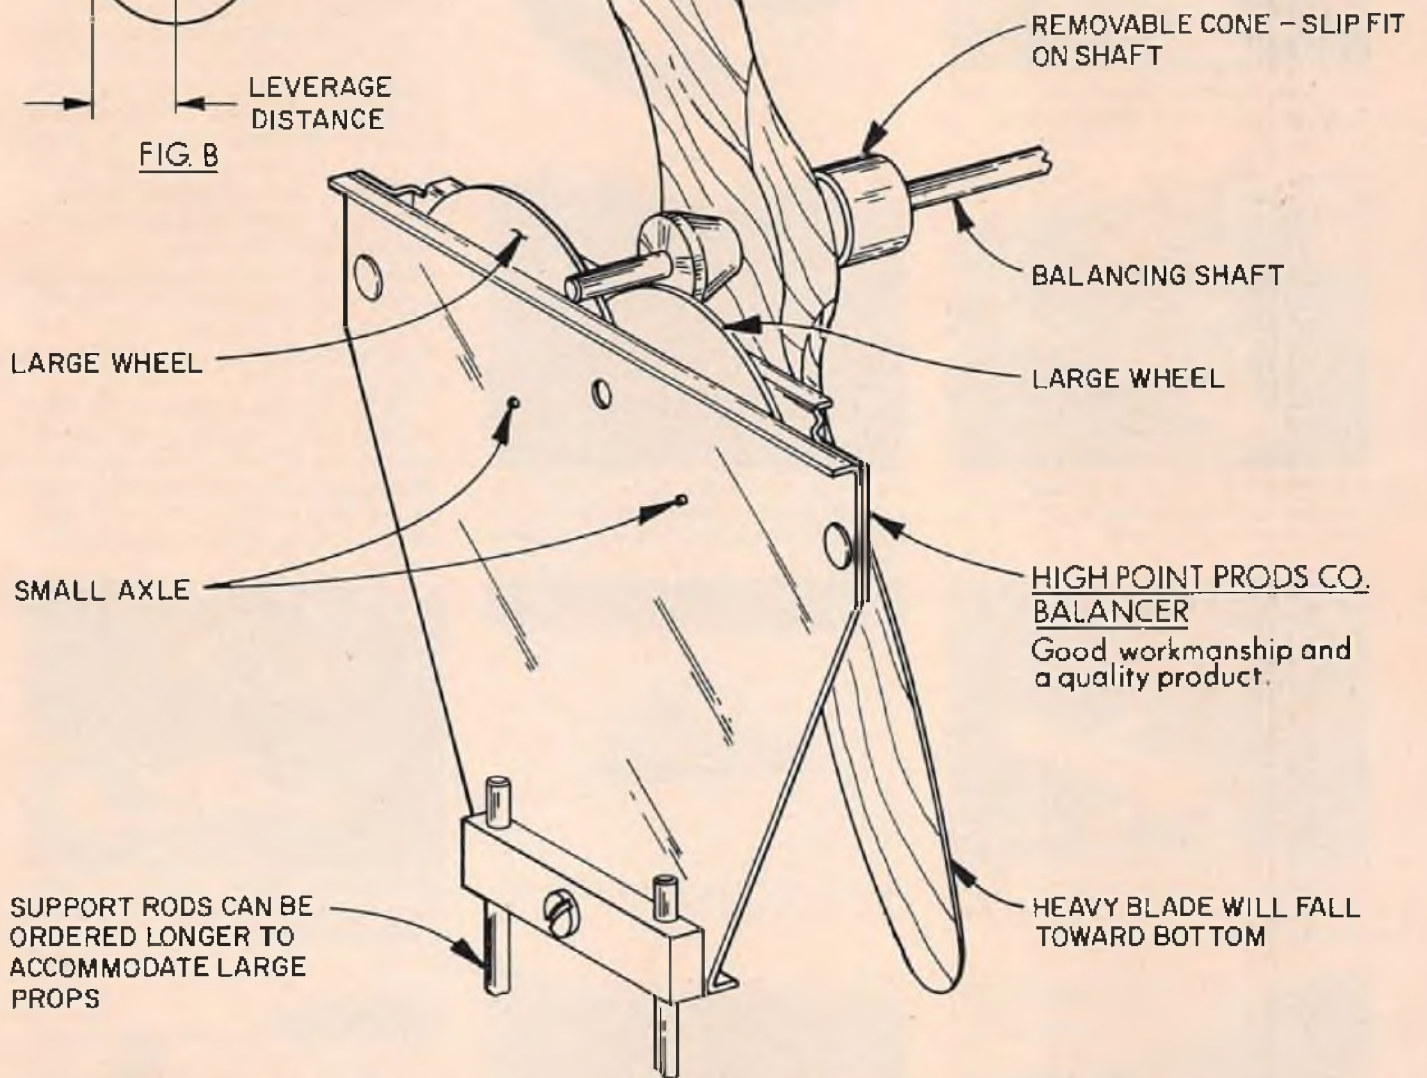 REMOVABLE CONE – SLIP FIT
ON SHAFT
LEVERAGE
DISTANCE
FIG. B
BALANCING SHAFT
LARGE WHEEL
LARGE WHEEL
SMALL AXLE
HIGH POINT PRODS CO.
BALANCER
Good workmanship and
a quality product.
SUPPORT RODS CAN BE
ORDERED LONGER TO
ACCOMMODATE LARGE
PROPS
HEAVY BLADE WILL FALL
TOWARD BOTTOM